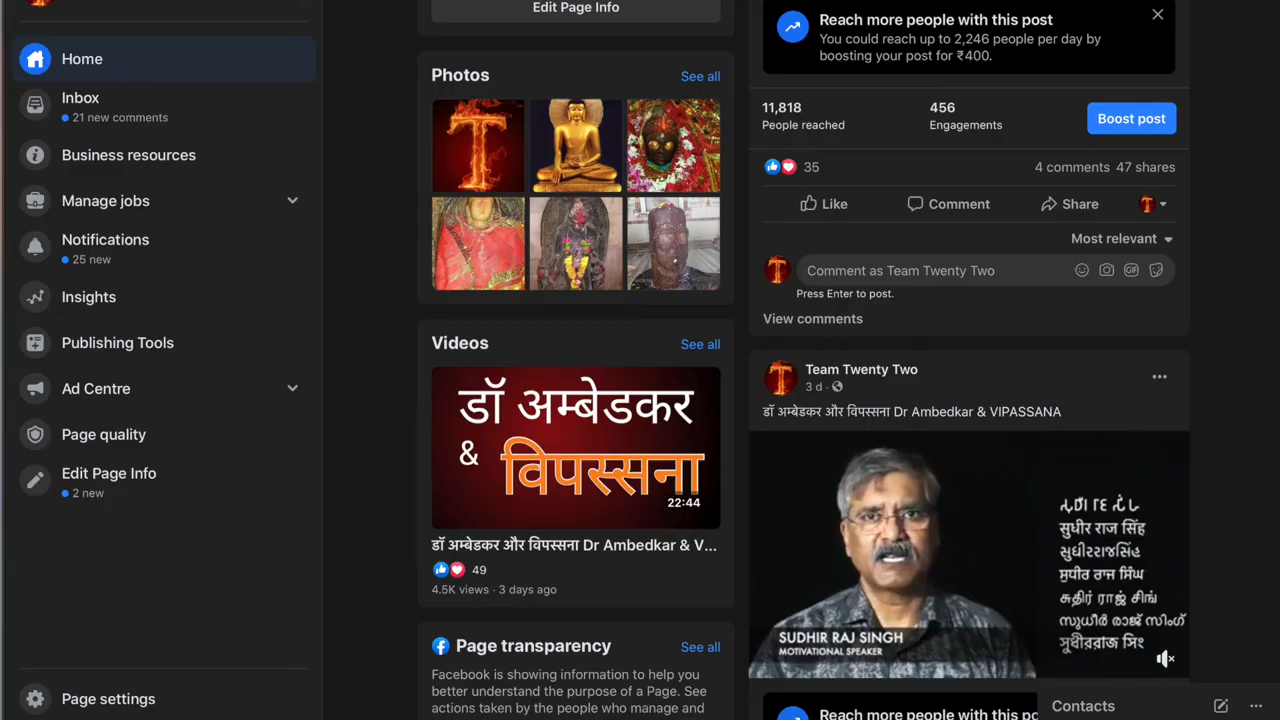 Home
Inbox
21 new comments
Business resources
Manage jobs
Notifications
25 new
Insights
Publishing Tools
Ad Centre
Page quality
Edit Page Info
2 new
Page settings
Edit Page Info
Photos
See all
T
Videos
See all
डॉ अम्बेडकर
&
विपस्सना
22:44
डॉ अम्बेडकर और विपस्सना Dr Ambedkar & V...
49
4.5K views · 3 days ago
Page transparency
See all
Facebook is showing information to help you
better understand the purpose of a Page. See
actions taken by the people who manage and
Reach more people with this post
You could reach up to 2,246 people per day by
boosting your post for ₹400.
11,818
People reached
456
Engagements
Boost post
35
4 comments 47 shares
Like
Comment
Share
Most relevant
Comment as Team Twenty Two
GIF
Press Enter to post.
View comments
Team Twenty Two
3 d ·
डॉ अम्बेडकर और विपस्सना Dr Ambedkar & VIPASSANA
सुधीर राज सिंह
SUDHIR RAJ SINGH
MOTIVATIONAL SPEAKER
Reach more people with this po
Contacts